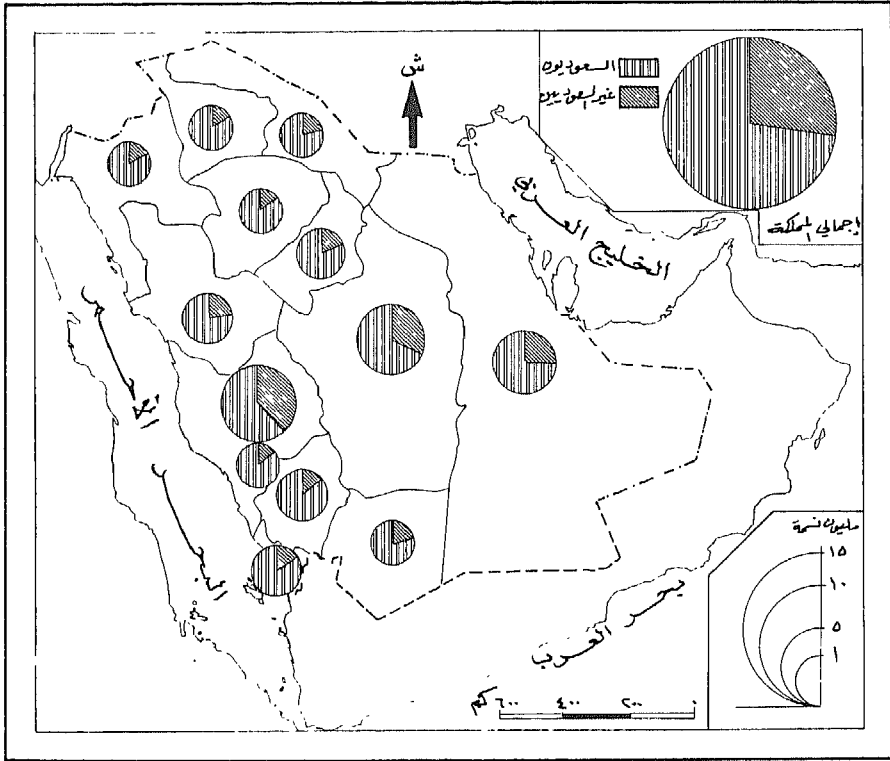 ش
السعوديون
غير السعوديين
إجمالي المملكة
الخليج العربي
البحر الأحمر
بحر العرب
مليون نسمة
١٥
١٠
٥
١
٠ ٢٠٠ ٤٠٠ ٦٠٠ كم